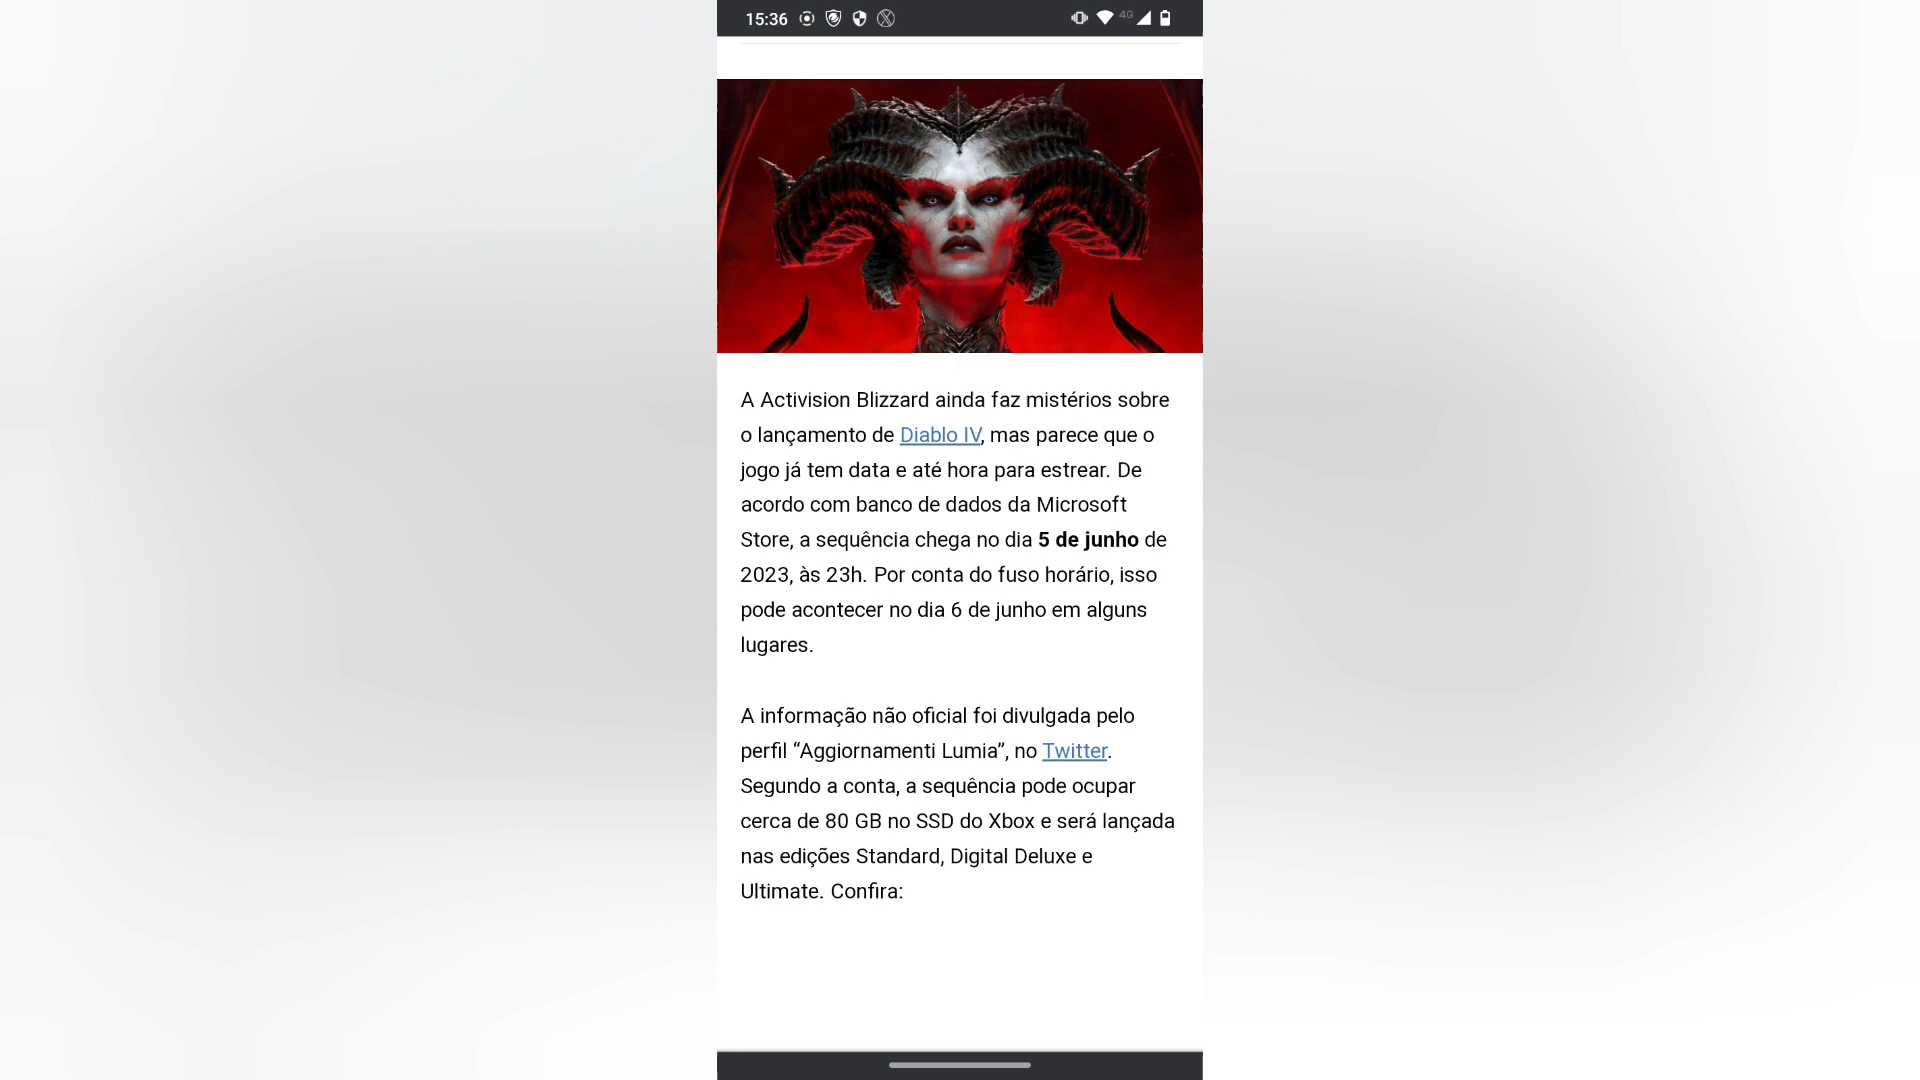 15:36
4G
A Activision Blizzard ainda faz mistérios sobre
o lançamento de Diablo IV, mas parece que o
jogo já tem data e até hora para estrear. De
acordo com banco de dados da Microsoft
Store, a sequência chega no dia 5 de junho de
2023, às 23h. Por conta do fuso horário, isso
pode acontecer no dia 6 de junho em alguns
lugares.
A informação não oficial foi divulgada pelo
perfil “Aggiornamenti Lumia”, no Twitter.
Segundo a conta, a sequência pode ocupar
cerca de 80 GB no SSD do Xbox e será lançada
nas edições Standard, Digital Deluxe e
Ultimate. Confira: